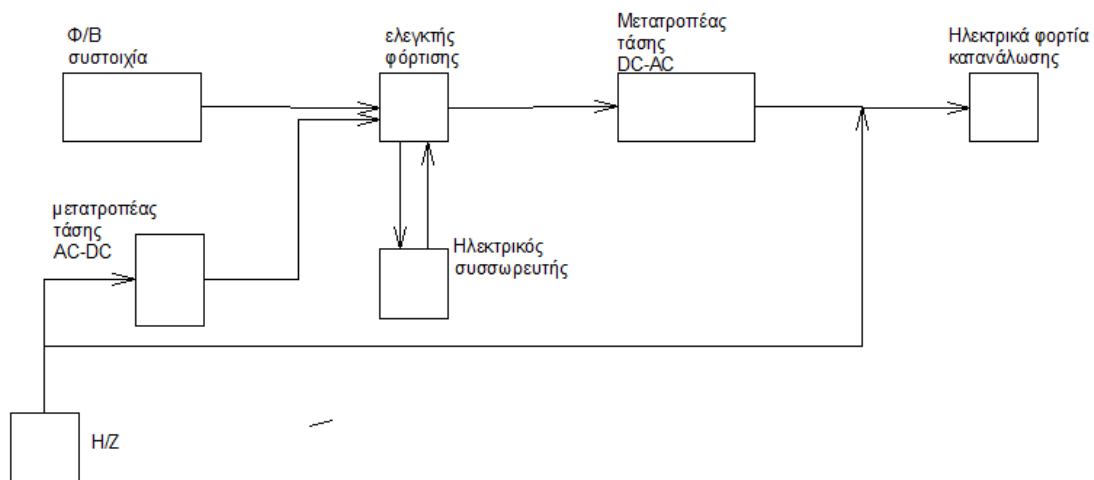 Φ/Β
συστοιχία
ελεγκτής
φόρτισης
Μετατροπέας
τάσης
DC-AC
Ηλεκτρικά φορτία
κατανάλωσης
μετατροπέας
τάσης
AC-DC
Ηλεκτρικός
συσσωρευτής
Η/Ζ